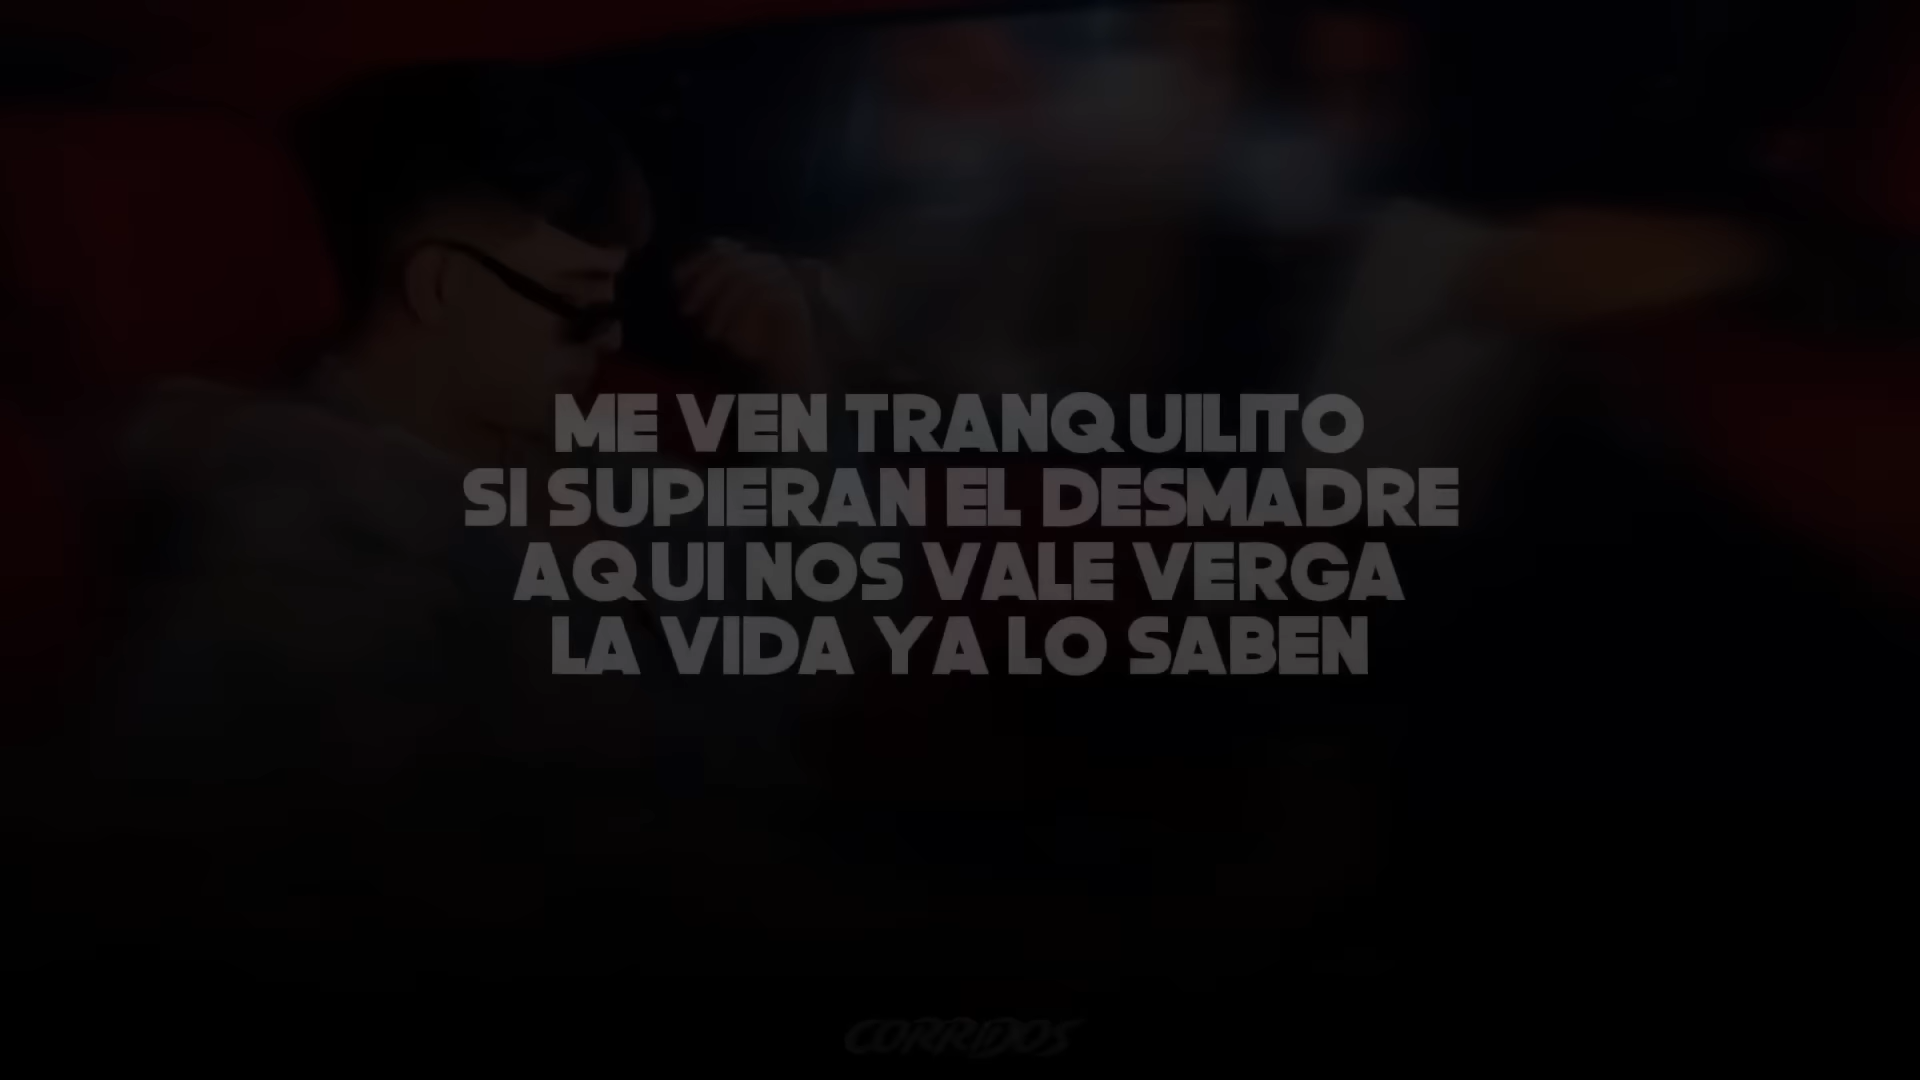 ME VEN TRANQUILITO
SI SUPIERAN EL DESMADRE
AQUI NOS VALE VERGA
LA VIDA YA LO SABEN
CORRIDOS